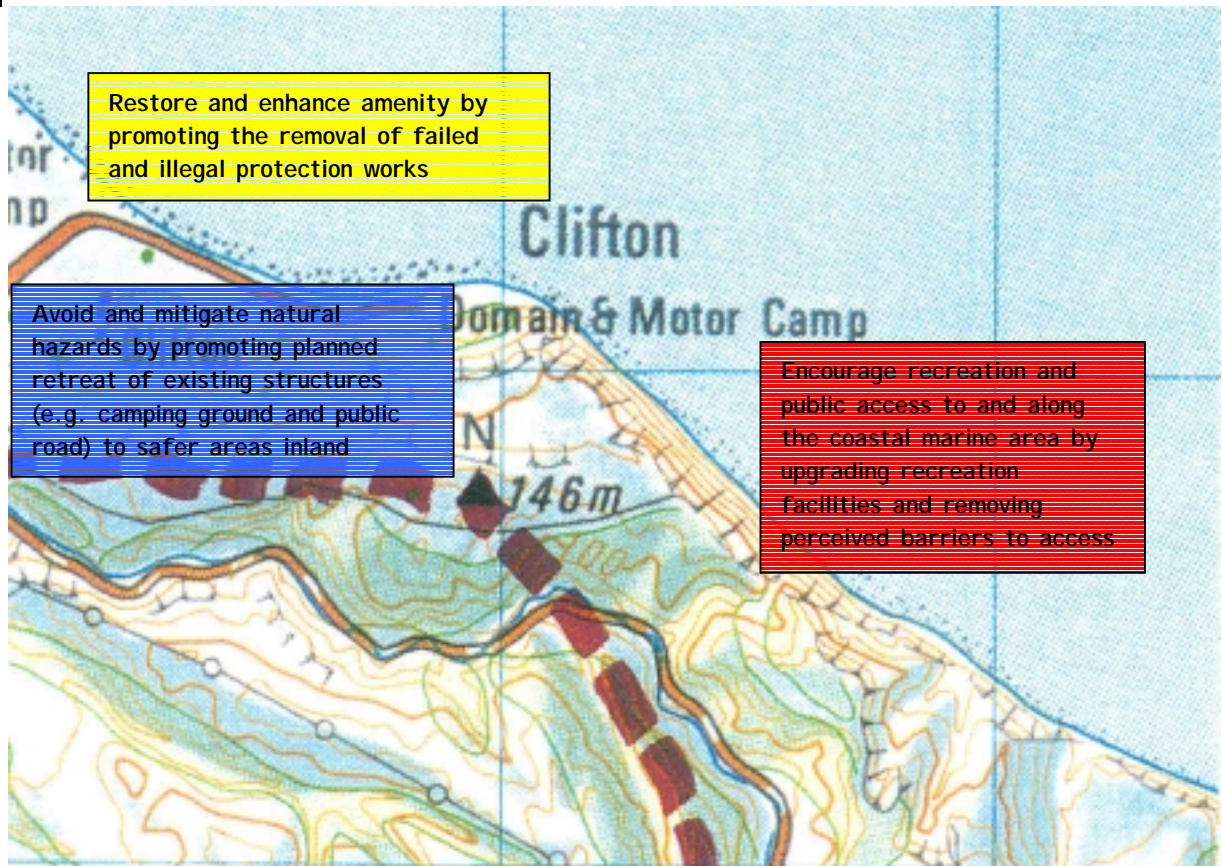 Restore and enhance amenity by
promoting the removal of failed
and illegal protection works
Clifton
Domain & Motor Camp
Avoid and mitigate natural
hazards by promoting planned
retreat of existing structures
(e.g. camping ground and public
road) to safer areas inland
Encourage recreation and
public access to and along
the coastal marine area by
upgrading recreation
facilities and removing
perceived barriers to access
N
146m
100